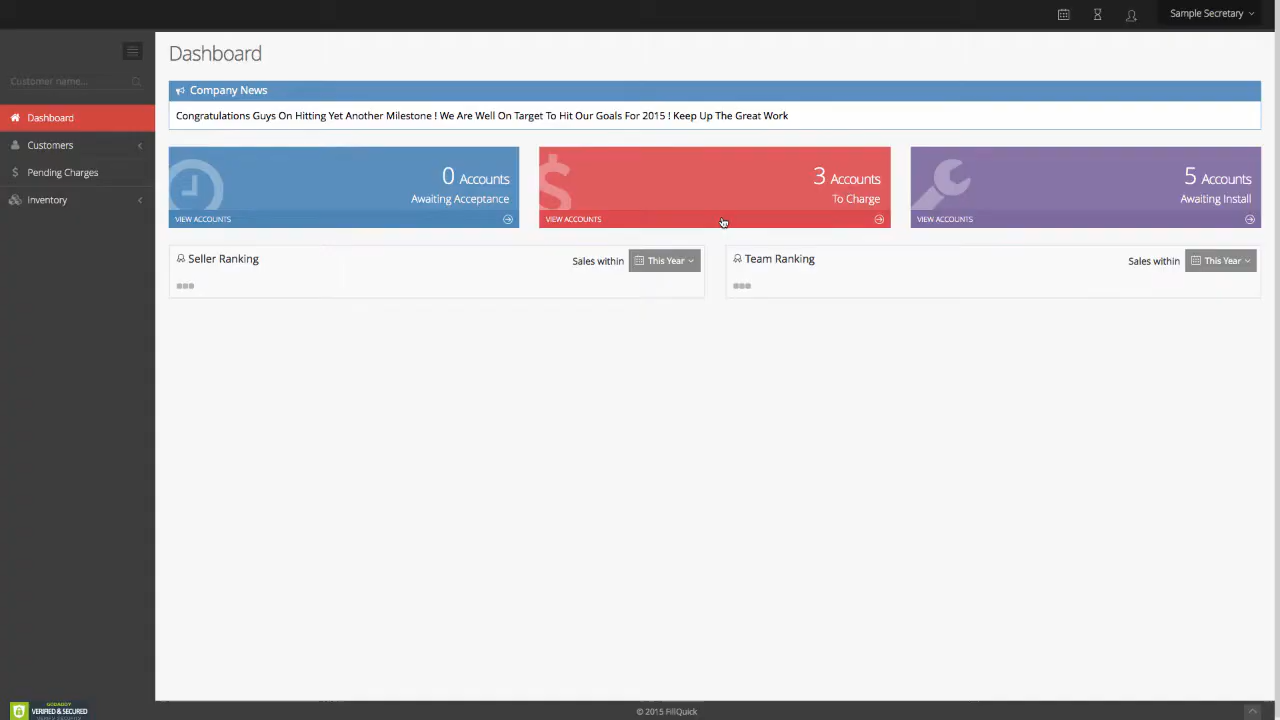 Sample Secretary
Customer name...
Dashboard
Customers
Pending Charges
Inventory
Dashboard
Company News
Congratulations Guys On Hitting Yet Another Milestone ! We Are Well On Target To Hit Our Goals For 2015 ! Keep Up The Great Work
0 Accounts
Awaiting Acceptance
VIEW ACCOUNTS
3 Accounts
To Charge
VIEW ACCOUNTS
5 Accounts
Awaiting Install
VIEW ACCOUNTS
Seller Ranking
Sales within
This Year
Team Ranking
Sales within
This Year
GODADDY
VERIFIED & SECURED
© 2015 FillQuick